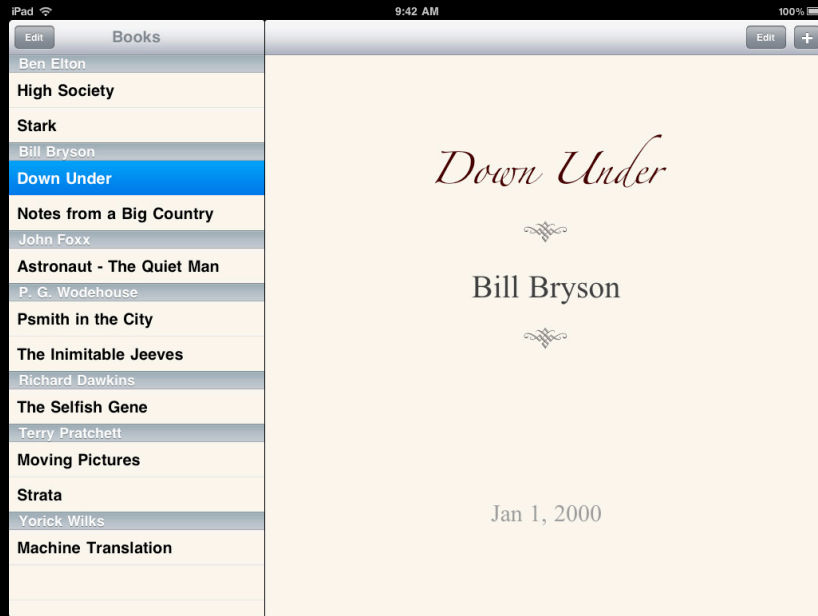 iPad
9:42 AM
100%
Edit
Books
Edit
+
Ben Elton
High Society
Stark
Bill Bryson
Down Under
Notes from a Big Country
John Foxx
Astronaut - The Quiet Man
P. G. Wodehouse
Psmith in the City
The Inimitable Jeeves
Richard Dawkins
The Selfish Gene
Terry Pratchett
Moving Pictures
Strata
Yorick Wilks
Machine Translation
Down Under
Bill Bryson
Jan 1, 2000